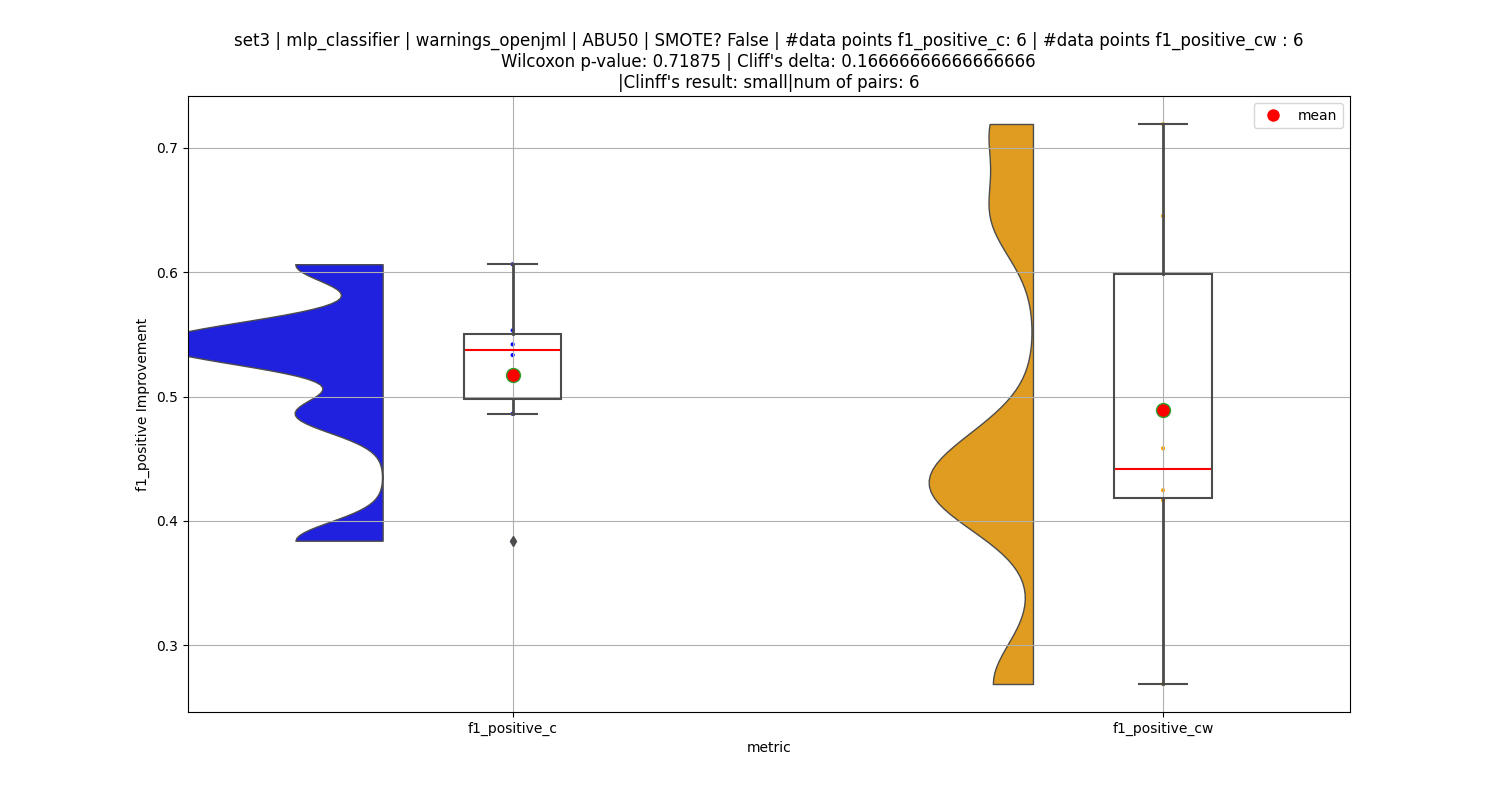 set3 | mlp_classifier | warnings_openjml | ABU50 | SMOTE? False | #data points f1_positive_c: 6 | #data points f1_positive_cw : 6
Wilcoxon p-value: 0.71875 | Cliff's delta: 0.16666666666666666
|Clinff's result: small|num of pairs: 6
mean
0.7
0.6
0.5
0.4
0.3
f1_positive Improvement
f1_positive_c
f1_positive_cw
metric